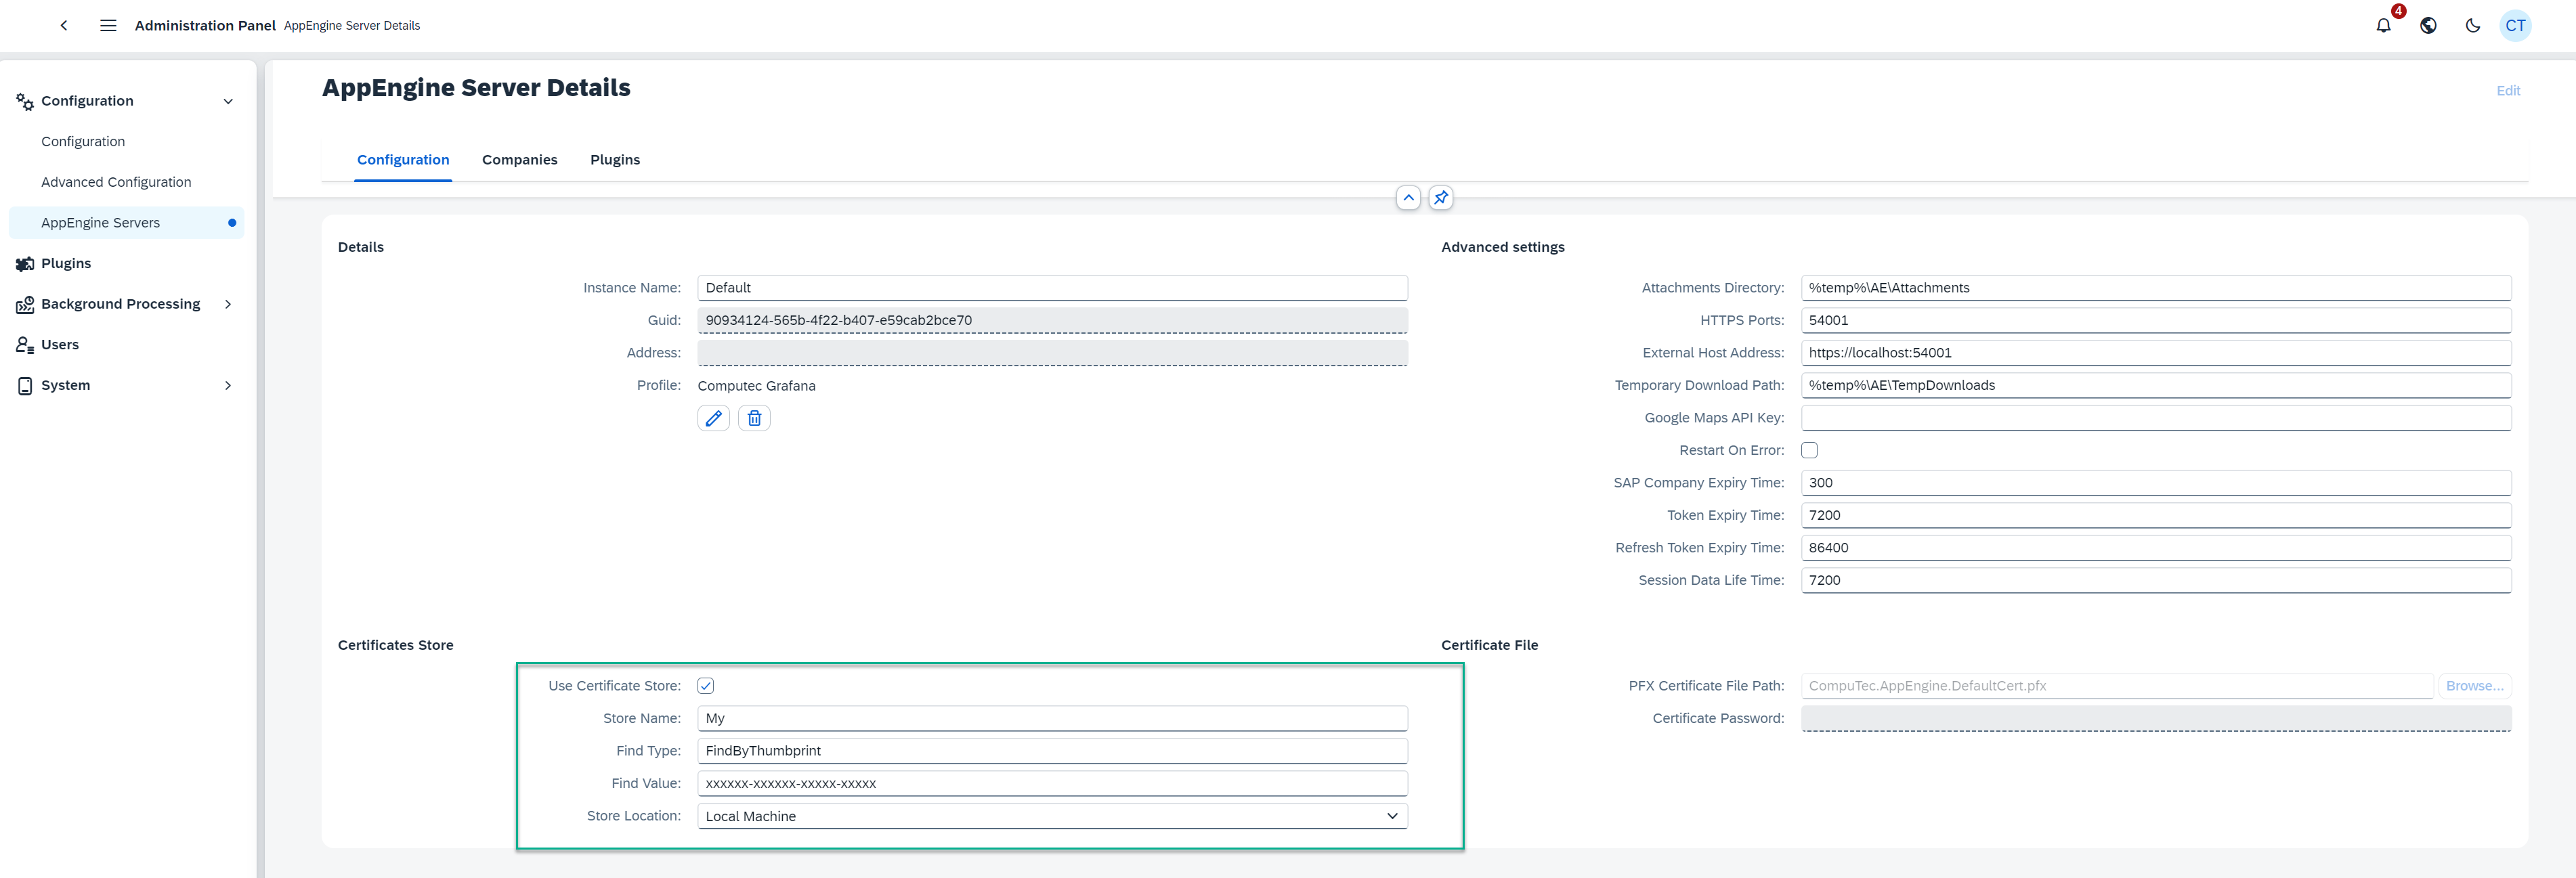 Administration Panel AppEngine Server Details
4
CT
Configuration
Configuration
Advanced Configuration
AppEngine Servers
Plugins
Background Processing
Users
System
AppEngine Server Details
Edit
Configuration Companies Plugins
Details
Instance Name: Default
Guid: 90934124-565b-4f22-b407-e59cab2bce70
Address:
Profile: Computec Grafana
Advanced settings
Attachments Directory: %temp%\AE\Attachments
HTTPS Ports: 54001
External Host Address: https://localhost:54001
Temporary Download Path: %temp%\AE\TempDownloads
Google Maps API Key:
Restart On Error:
SAP Company Expiry Time: 300
Token Expiry Time: 7200
Refresh Token Expiry Time: 86400
Session Data Life Time: 7200
Certificates Store
Use Certificate Store:
Store Name: My
Find Type: FindByThumbprint
Find Value: xxxxxx-xxxxxx-xxxxx-xxxxx
Store Location: Local Machine
Certificate File
PFX Certificate File Path: CompuTec.AppEngine.DefaultCert.pfx Browse...
Certificate Password: